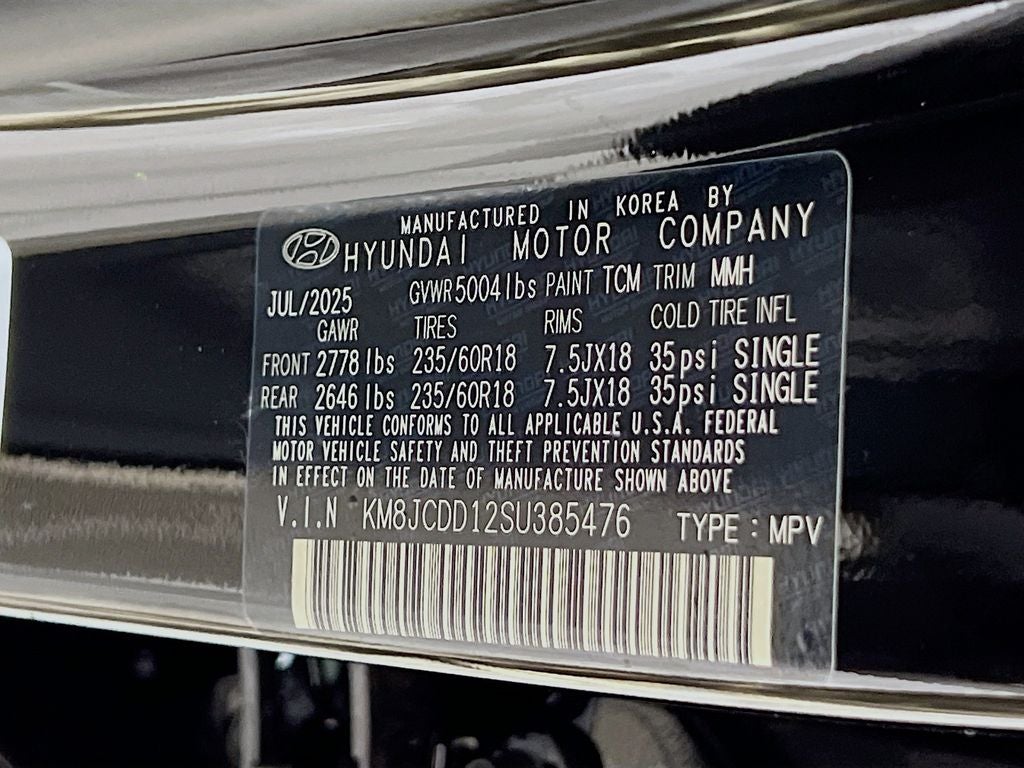 MANUFACTURED IN KOREA BY
HYUNDAI MOTOR COMPANY
JUL/2025 GVWR 5004 lbs PAINT TCM TRIM MMH
GAWR TIRES RIMS COLD TIRE INFL
FRONT 2778 lbs 235/60R18 7.5JX18 35psi SINGLE
REAR 2646 lbs 235/60R18 7.5JX18 35psi SINGLE
THIS VEHICLE CONFORMS TO ALL APPLICABLE U.S.A. FEDERAL
MOTOR VEHICLE SAFETY AND THEFT PREVENTION STANDARDS
IN EFFECT ON THE DATE OF MANUFACTURE SHOWN ABOVE
V.I.N KM8JCDD12SU385476 TYPE : MPV